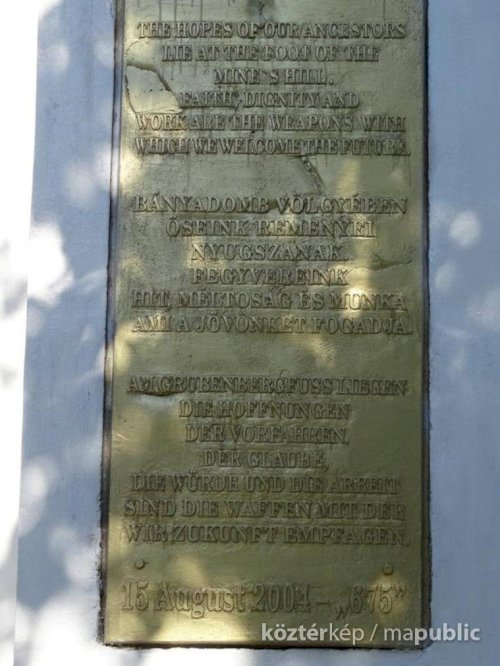 THE HOPES OF OUR ANCESTORS
LIE AT THE FOOT OF THE
MINE'S HILL.
FAITH, DIGNITY AND
WORK ARE THE WEAPONS WITH
WHICH WE WELCOME THE FUTURE.
BÁNYADOMB VÖLGYÉBEN
ŐSEINK REMÉNYEI
NYUGSZANAK.
FEGYVEREINK
HIT, MÉLTOSÁG ÉS MUNKA
AMI A JÖVŐNKET FOGADJA.
AM GRUBENBERGFUSS LIEGEN
DIE HOFFNUNGEN
DER VORFAHREN.
DER GLAUBE,
DIE WÜRDE UND DIE ARBEIT
SIND DIE WAFFEN MIT DER
WIR ZUKUNFT EMPFAGEN.
15 August 2004 – „675”
köztérkép / mapublic